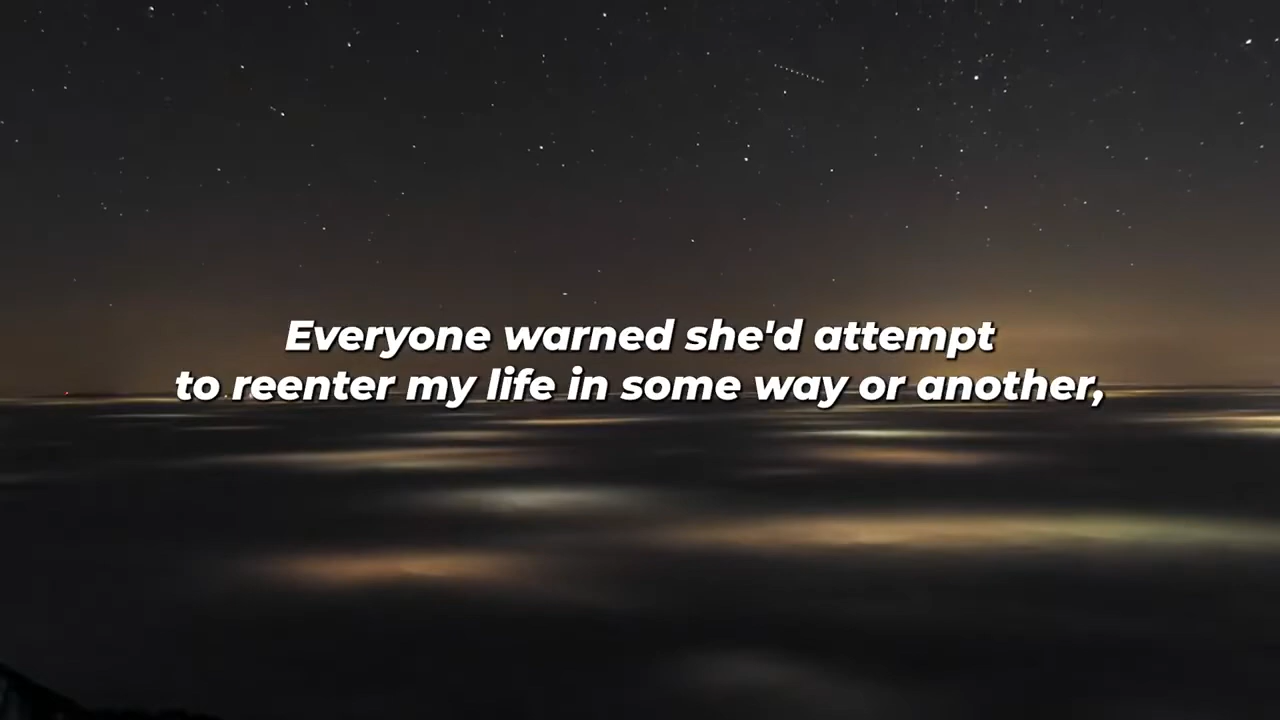 Everyone warned she'd attempt
to reenter my life in some way or another,